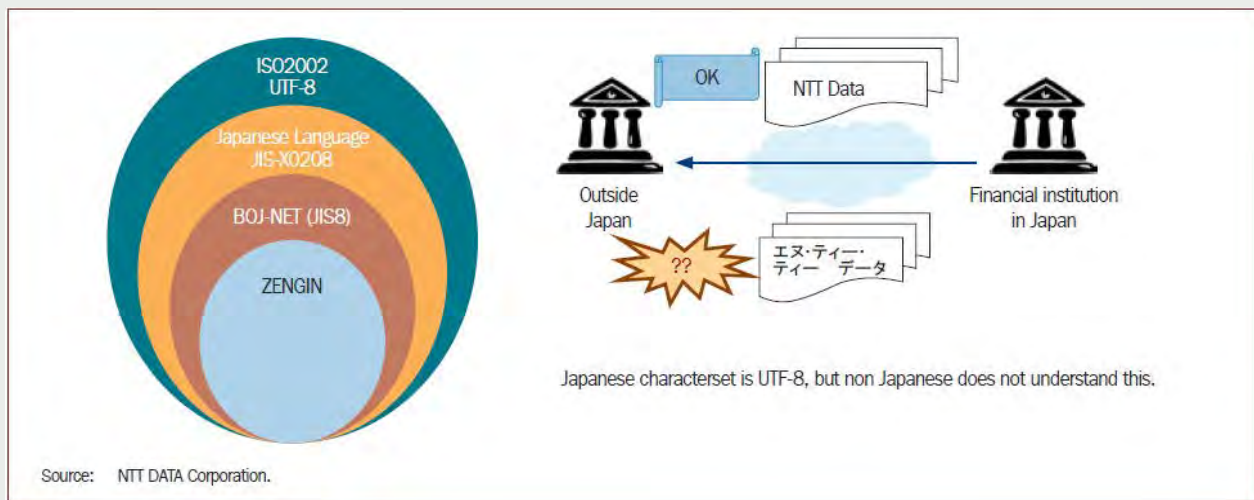 ISO2002
UTF-8
Japanese Language
JIS-X0208
BOJ-NET (JIS8)
ZENGIN
OK
NTT Data
Outside
Japan
Financial institution
in Japan
??
エヌ・ティー・
ティー データ
Japanese characterset is UTF-8, but non Japanese does not understand this.
Source: NTT DATA Corporation.